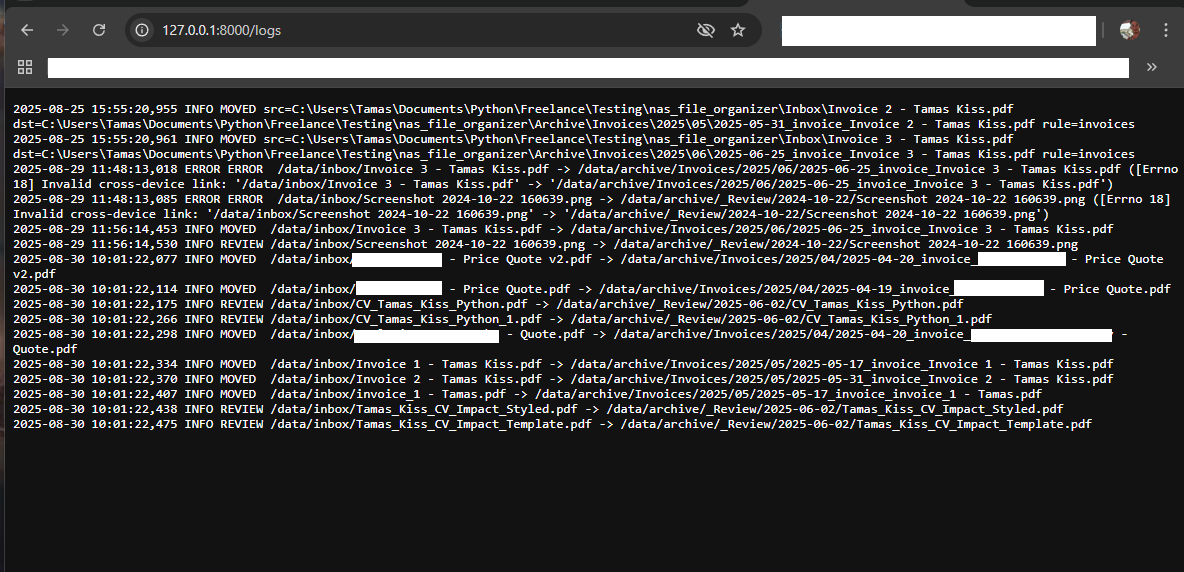 127.0.0.1:8000/logs
2025-08-25 15:55:20,955 INFO MOVED src=C:\Users\Tamas\Documents\Python\Freelance\Testing\nas_file_organizer\Inbox\Invoice 2 - Tamas Kiss.pdf
dst=C:\Users\Tamas\Documents\Python\Freelance\Testing\nas_file_organizer\Archive\Invoices\2025\05\2025-05-31_invoice_Invoice 2 - Tamas Kiss.pdf rule=invoices
2025-08-25 15:55:20,961 INFO MOVED src=C:\Users\Tamas\Documents\Python\Freelance\Testing\nas_file_organizer\Inbox\Invoice 3 - Tamas Kiss.pdf
dst=C:\Users\Tamas\Documents\Python\Freelance\Testing\nas_file_organizer\Archive\Invoices\2025\06\2025-06-25_invoice_Invoice 3 - Tamas Kiss.pdf rule=invoices
2025-08-29 11:48:13,018 ERROR ERROR  /data/inbox/Invoice 3 - Tamas Kiss.pdf -> /data/archive/Invoices/2025/06/2025-06-25_invoice_Invoice 3 - Tamas Kiss.pdf ([Errno
18] Invalid cross-device link: '/data/inbox/Invoice 3 - Tamas Kiss.pdf' -> '/data/archive/Invoices/2025/06/2025-06-25_invoice_Invoice 3 - Tamas Kiss.pdf')
2025-08-29 11:48:13,085 ERROR ERROR  /data/inbox/Screenshot 2024-10-22 160639.png -> /data/archive/_Review/2024-10-22/Screenshot 2024-10-22 160639.png ([Errno 18]
Invalid cross-device link: '/data/inbox/Screenshot 2024-10-22 160639.png' -> '/data/archive/_Review/2024-10-22/Screenshot 2024-10-22 160639.png')
2025-08-29 11:56:14,453 INFO MOVED  /data/inbox/Invoice 3 - Tamas Kiss.pdf -> /data/archive/Invoices/2025/06/2025-06-25_invoice_Invoice 3 - Tamas Kiss.pdf
2025-08-29 11:56:14,530 INFO REVIEW /data/inbox/Screenshot 2024-10-22 160639.png -> /data/archive/_Review/2024-10-22/Screenshot 2024-10-22 160639.png
2025-08-30 10:01:22,077 INFO MOVED  /data/inbox/ - Price Quote v2.pdf -> /data/archive/Invoices/2025/04/2025-04-20_invoice_ - Price Quote
v2.pdf
2025-08-30 10:01:22,114 INFO MOVED  /data/inbox/ - Price Quote.pdf -> /data/archive/Invoices/2025/04/2025-04-19_invoice_ - Price Quote.pdf
2025-08-30 10:01:22,175 INFO REVIEW /data/inbox/CV_Tamas_Kiss_Python.pdf -> /data/archive/_Review/2025-06-02/CV_Tamas_Kiss_Python.pdf
2025-08-30 10:01:22,266 INFO REVIEW /data/inbox/CV_Tamas_Kiss_Python_1.pdf -> /data/archive/_Review/2025-06-02/CV_Tamas_Kiss_Python_1.pdf
2025-08-30 10:01:22,298 INFO MOVED  /data/inbox/ - Quote.pdf -> /data/archive/Invoices/2025/04/2025-04-20_invoice_ -
Quote.pdf
2025-08-30 10:01:22,334 INFO MOVED  /data/inbox/Invoice 1 - Tamas Kiss.pdf -> /data/archive/Invoices/2025/05/2025-05-17_invoice_Invoice 1 - Tamas Kiss.pdf
2025-08-30 10:01:22,370 INFO MOVED  /data/inbox/Invoice 2 - Tamas Kiss.pdf -> /data/archive/Invoices/2025/05/2025-05-31_invoice_Invoice 2 - Tamas Kiss.pdf
2025-08-30 10:01:22,407 INFO MOVED  /data/inbox/invoice_1 - Tamas.pdf -> /data/archive/Invoices/2025/05/2025-05-17_invoice_invoice_1 - Tamas.pdf
2025-08-30 10:01:22,438 INFO REVIEW /data/inbox/Tamas_Kiss_CV_Impact_Styled.pdf -> /data/archive/_Review/2025-06-02/Tamas_Kiss_CV_Impact_Styled.pdf
2025-08-30 10:01:22,475 INFO REVIEW /data/inbox/Tamas_Kiss_CV_Impact_Template.pdf -> /data/archive/_Review/2025-06-02/Tamas_Kiss_CV_Impact_Template.pdf